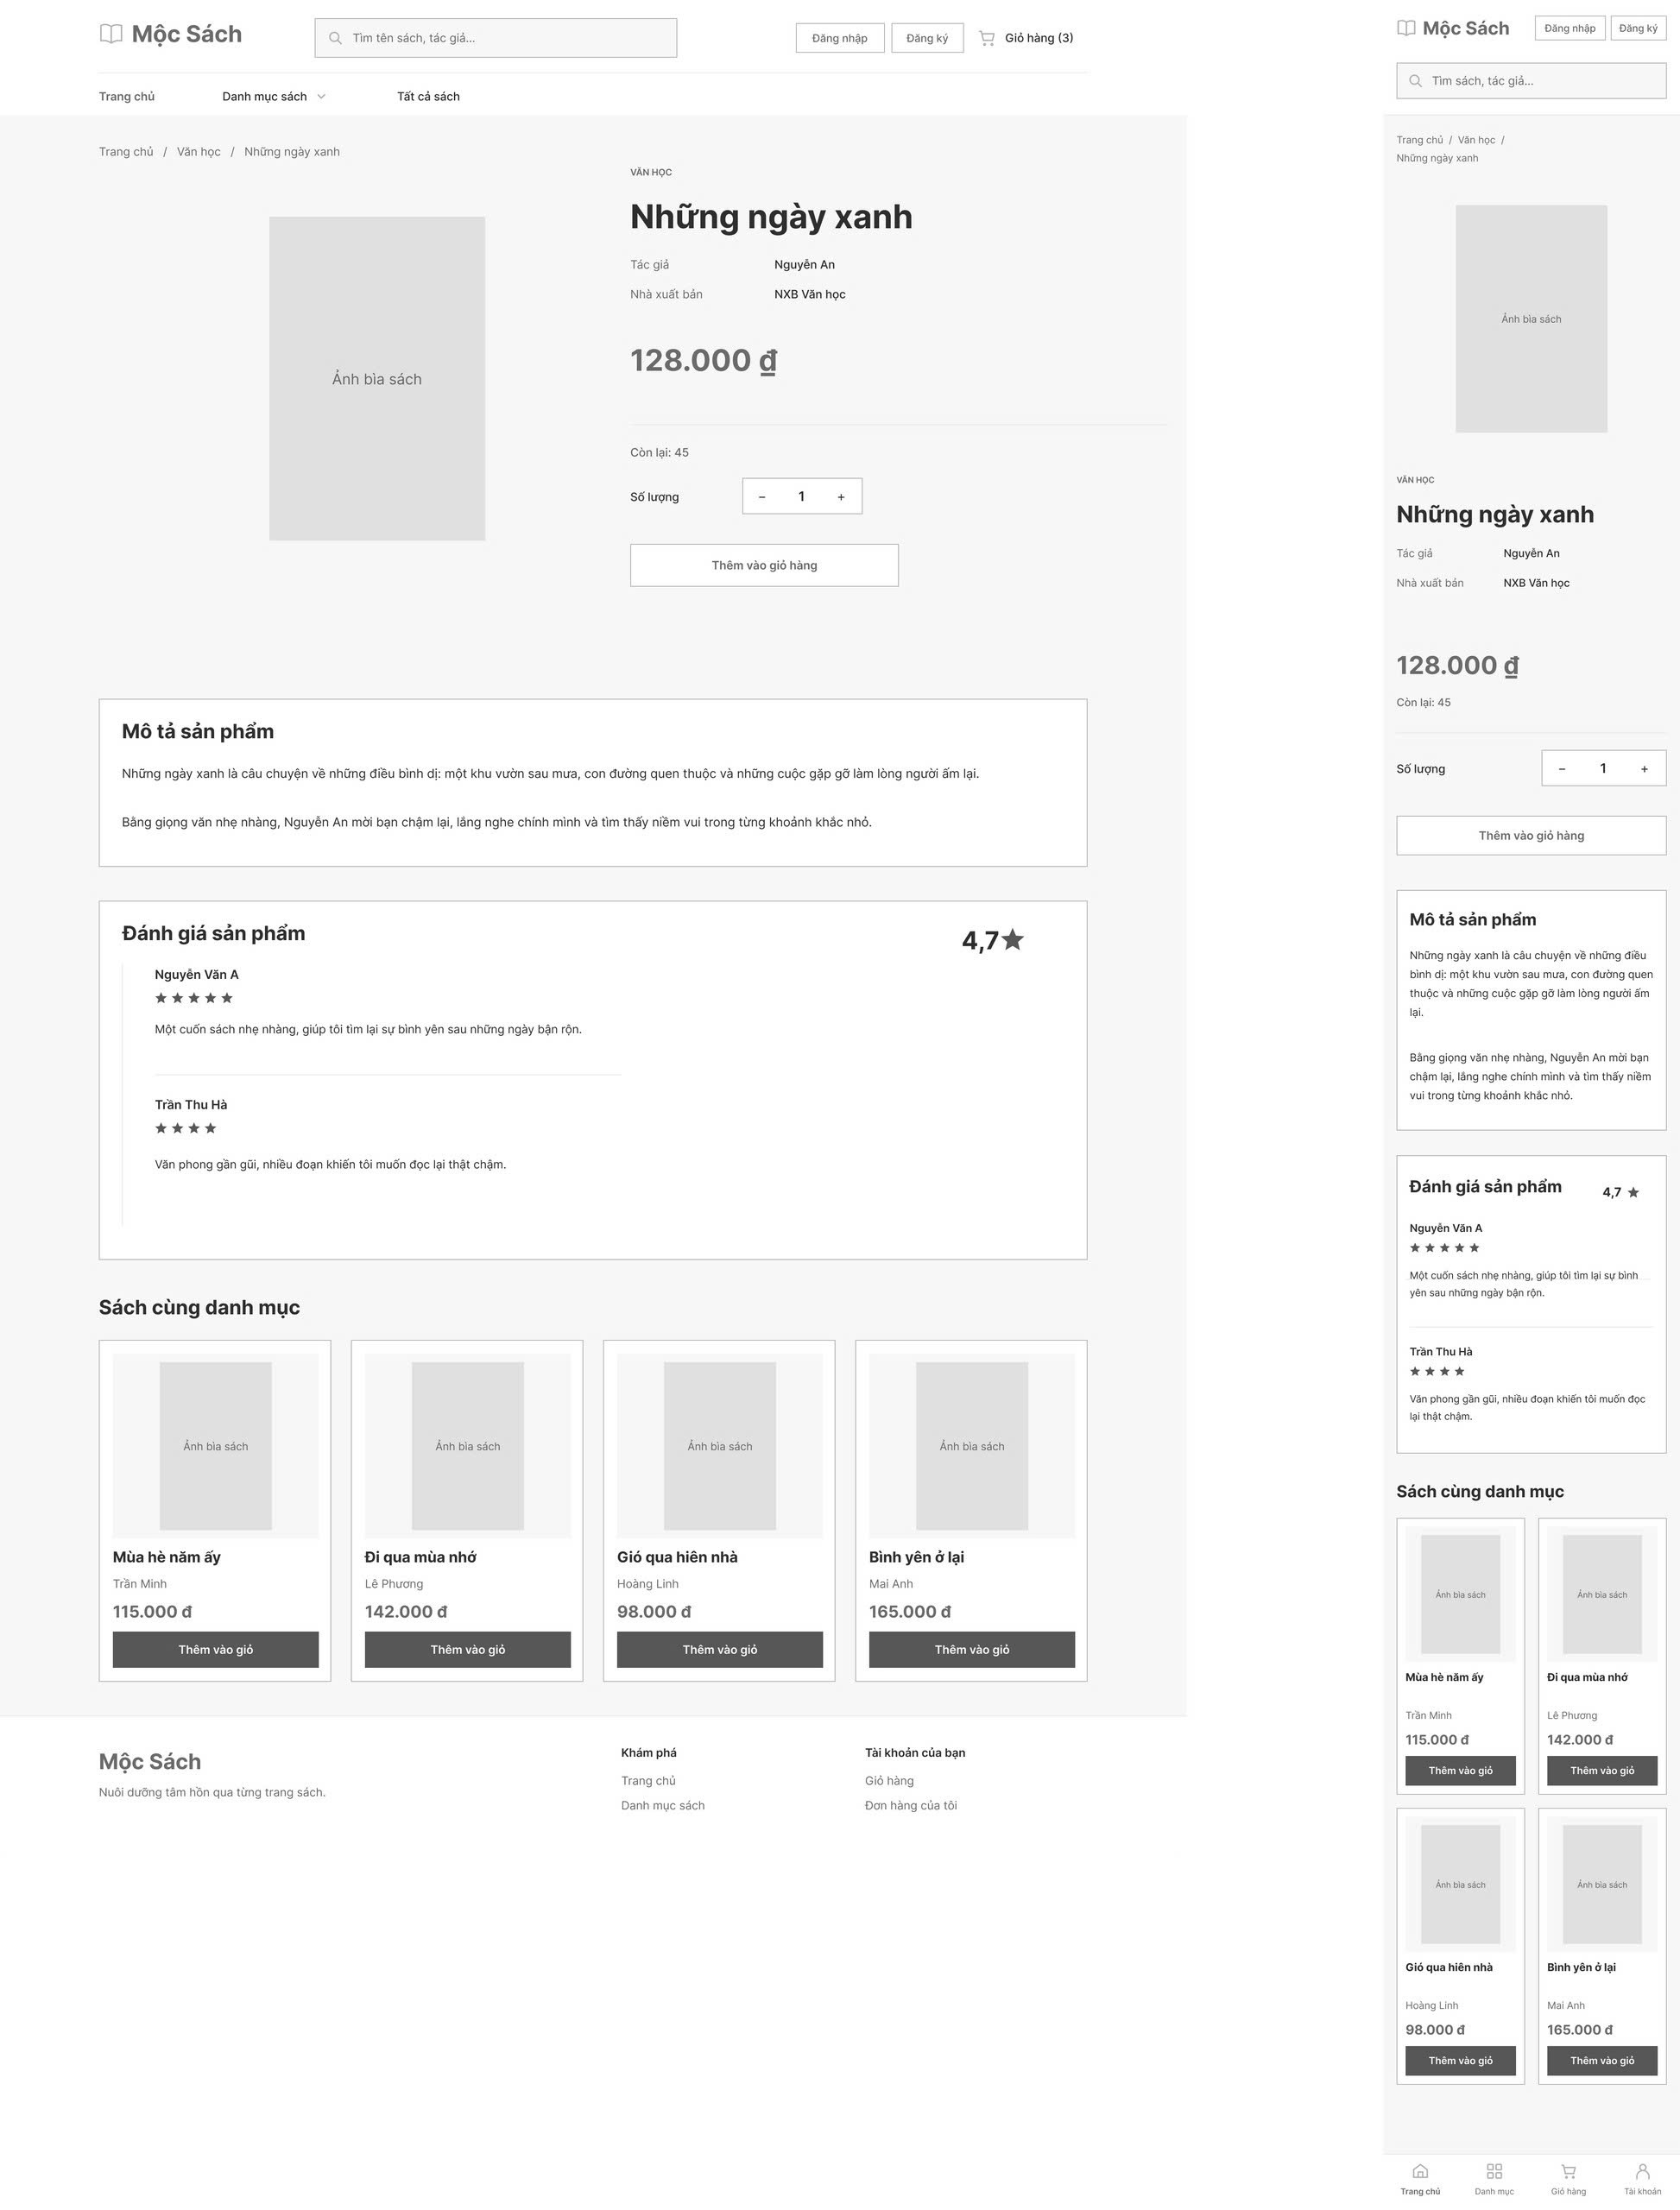 Mộc Sách
Tìm tên sách, tác giả...
Đăng nhập
Đăng ký
Giỏ hàng (3)
Trang chủ
Danh mục sách
Tất cả sách
Trang chủ / Văn học / Những ngày xanh
Ảnh bìa sách
VĂN HỌC
Những ngày xanh
Tác giả Nguyễn An
Nhà xuất bản NXB Văn học
128.000 ₫
Còn lại: 45
Số lượng − 1 +
Thêm vào giỏ hàng
Mô tả sản phẩm
Những ngày xanh là câu chuyện về những điều bình dị: một khu vườn sau mưa, con đường quen thuộc và những cuộc gặp gỡ làm lòng người ấm lại.
Bằng giọng văn nhẹ nhàng, Nguyễn An mời bạn chậm lại, lắng nghe chính mình và tìm thấy niềm vui trong từng khoảnh khắc nhỏ.
Đánh giá sản phẩm
4,7★
Nguyễn Văn A
★ ★ ★ ★ ★
Một cuốn sách nhẹ nhàng, giúp tôi tìm lại sự bình yên sau những ngày bận rộn.
Trần Thu Hà
★ ★ ★ ★
Văn phong gần gũi, nhiều đoạn khiến tôi muốn đọc lại thật chậm.
Sách cùng danh mục
Ảnh bìa sách
Mùa hè năm ấy
Trần Minh
115.000 đ
Thêm vào giỏ
Ảnh bìa sách
Đi qua mùa nhớ
Lê Phương
142.000 đ
Thêm vào giỏ
Ảnh bìa sách
Gió qua hiên nhà
Hoàng Linh
98.000 đ
Thêm vào giỏ
Ảnh bìa sách
Bình yên ở lại
Mai Anh
165.000 đ
Thêm vào giỏ
Mộc Sách
Nuôi dưỡng tâm hồn qua từng trang sách.
Khám phá
Trang chủ
Danh mục sách
Tài khoản của bạn
Giỏ hàng
Đơn hàng của tôi
Mộc Sách
Đăng nhập
Đăng ký
Tìm sách, tác giả...
Trang chủ / Văn học /
Những ngày xanh
Ảnh bìa sách
VĂN HỌC
Những ngày xanh
Tác giả Nguyễn An
Nhà xuất bản NXB Văn học
128.000 ₫
Còn lại: 45
Số lượng − 1 +
Thêm vào giỏ hàng
Mô tả sản phẩm
Những ngày xanh là câu chuyện về những điều
bình dị: một khu vườn sau mưa, con đường quen
thuộc và những cuộc gặp gỡ làm lòng người ấm
lại.
Bằng giọng văn nhẹ nhàng, Nguyễn An mời bạn
chậm lại, lắng nghe chính mình và tìm thấy niềm
vui trong từng khoảnh khắc nhỏ.
Đánh giá sản phẩm
4,7 ★
Nguyễn Văn A
★ ★ ★ ★ ★
Một cuốn sách nhẹ nhàng, giúp tôi tìm lại sự bình
yên sau những ngày bận rộn.
Trần Thu Hà
★ ★ ★ ★
Văn phong gần gũi, nhiều đoạn khiến tôi muốn đọc
lại thật chậm.
Sách cùng danh mục
Ảnh bìa sách
Mùa hè năm ấy
Trần Minh
115.000 đ
Thêm vào giỏ
Ảnh bìa sách
Đi qua mùa nhớ
Lê Phương
142.000 đ
Thêm vào giỏ
Ảnh bìa sách
Gió qua hiên nhà
Hoàng Linh
98.000 đ
Thêm vào giỏ
Ảnh bìa sách
Bình yên ở lại
Mai Anh
165.000 đ
Thêm vào giỏ
Trang chủ
Danh mục
Giỏ hàng
Tài khoản